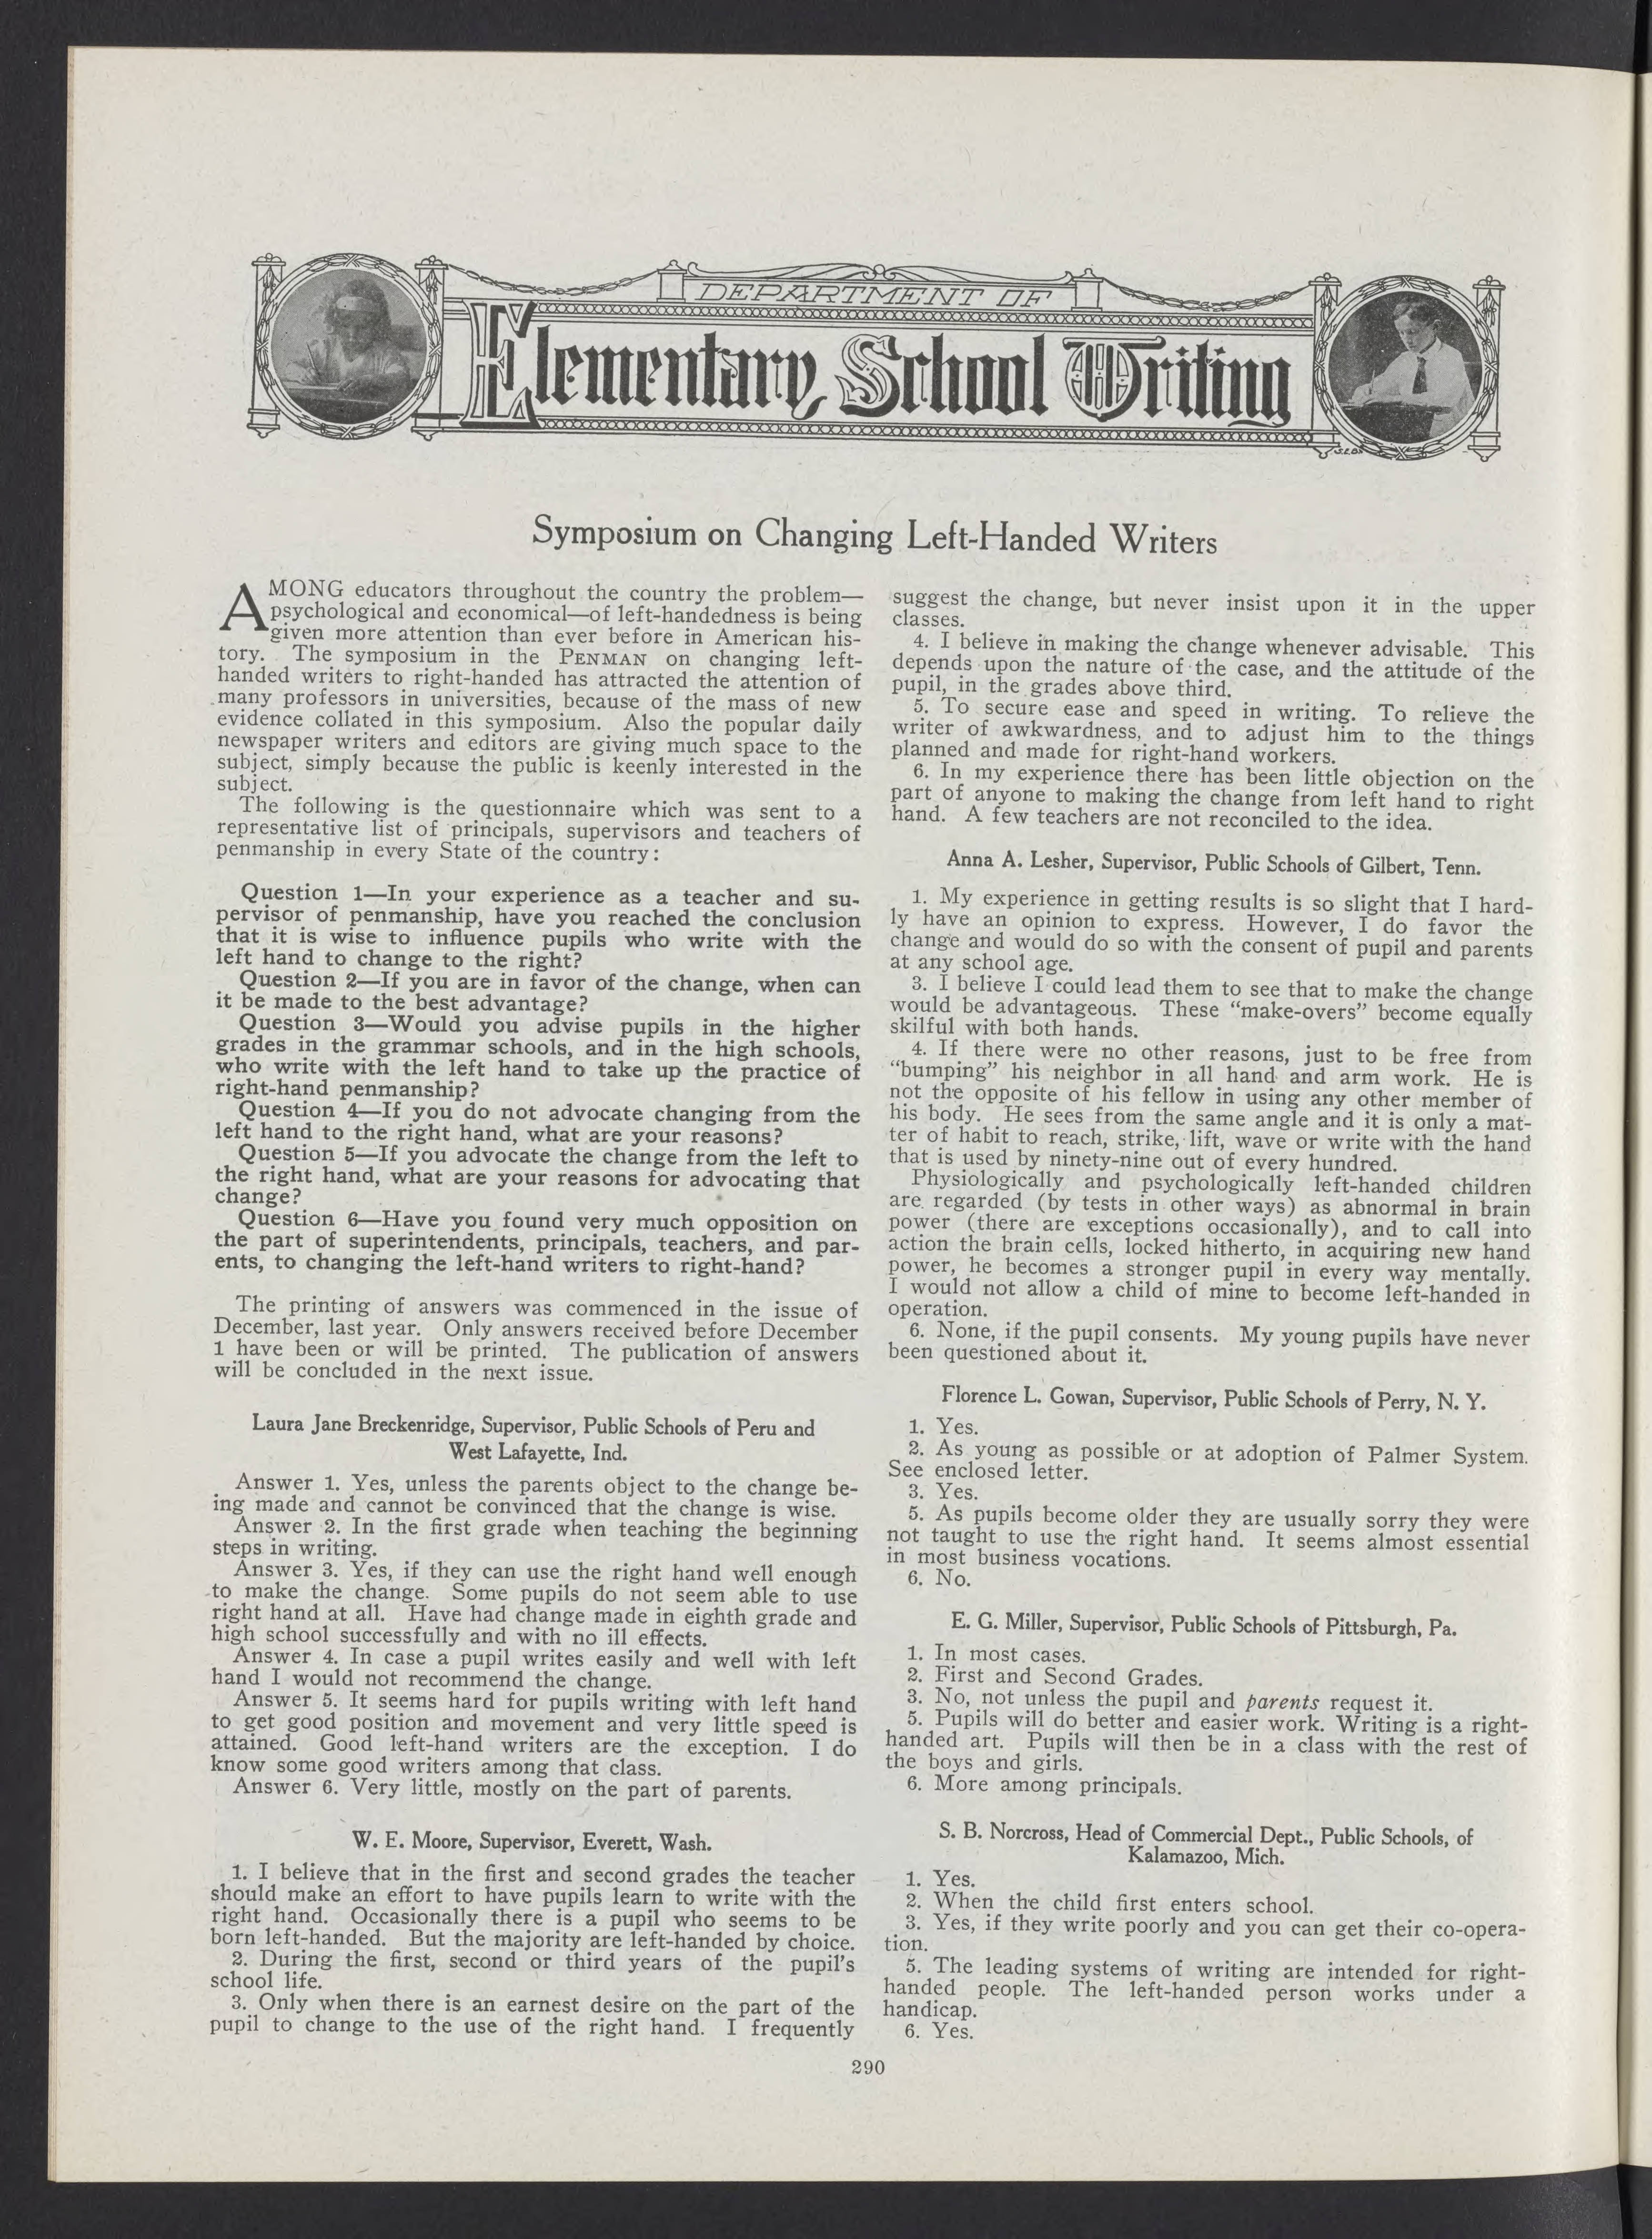 DEPARTMENT OF
Elementary School Writing
Symposium on Changing Left-Handed Writers
AMONG educators throughout the country the problem—
psychological and economical—of left-handedness is being
given more attention than ever before in American his-
tory. The symposium in the PENMAN on changing left-
handed writers to right-handed has attracted the attention of
many professors in universities, because of the mass of new
evidence collated in this symposium. Also the popular daily
newspaper writers and editors are giving much space to the
subject, simply because the public is keenly interested in the
subject.
The following is the questionnaire which was sent to a
representative list of principals, supervisors and teachers of
penmanship in every State of the country:
Question 1—In your experience as a teacher and su-
pervisor of penmanship, have you reached the conclusion
that it is wise to influence pupils who write with the
left hand to change to the right?
Question 2—If you are in favor of the change, when can
it be made to the best advantage?
Question 3—Would you advise pupils in the higher
grades in the grammar schools, and in the high schools,
who write with the left hand to take up the practice of
right-hand penmanship?
Question 4—If you do not advocate changing from the
left hand to the right hand, what are your reasons?
Question 5—If you advocate the change from the left to
the right hand, what are your reasons for advocating that
change?
Question 6—Have you found very much opposition on
the part of superintendents, principals, teachers, and par-
ents, to changing the left-hand writers to right-hand?
The printing of answers was commenced in the issue of
December, last year. Only answers received before December
1 have been or will be printed. The publication of answers
will be concluded in the next issue.
Laura Jane Breckenridge, Supervisor, Public Schools of Peru and
West Lafayette, Ind.
Answer 1. Yes, unless the parents object to the change be-
ing made and cannot be convinced that the change is wise.
Answer 2. In the first grade when teaching the beginning
steps in writing.
Answer 3. Yes, if they can use the right hand well enough
to make the change. Some pupils do not seem able to use
right hand at all. Have had change made in eighth grade and
high school successfully and with no ill effects.
Answer 4. In case a pupil writes easily and well with left
hand I would not recommend the change.
Answer 5. It seems hard for pupils writing with left hand
to get good position and movement and very little speed is
attained. Good left-hand writers are the exception. I do
know some good writers among that class.
Answer 6. Very little, mostly on the part of parents.
W. E. Moore, Supervisor, Everett, Wash.
1. I believe that in the first and second grades the teacher
should make an effort to have pupils learn to write with the
right hand. Occasionally there is a pupil who seems to be
born left-handed. But the majority are left-handed by choice.
2. During the first, second or third years of the pupil's
school life.
3. Only when there is an earnest desire on the part of the
pupil to change to the use of the right hand. I frequently
suggest the change, but never insist upon it in the upper
classes.
4. I believe in making the change whenever advisable. This
depends upon the nature of the case, and the attitude of the
pupil, in the grades above third.
5. To secure ease and speed in writing. To relieve the
writer of awkwardness, and to adjust him to the things
planned and made for right-hand workers.
6. In my experience there has been little objection on the
part of anyone to making the change from left hand to right
hand. A few teachers are not reconciled to the idea.
Anna A. Lesher, Supervisor, Public Schools of Gilbert, Tenn.
1. My experience in getting results is so slight that I hard-
ly have an opinion to express. However, I do favor the
change and would do so with the consent of pupil and parents
at any school age.
3. I believe I could lead them to see that to make the change
would be advantageous. These "make-overs" become equally
skilful with both hands.
4. If there were no other reasons, just to be free from
"bumping" his neighbor in all hand and arm work. He is
not the opposite of his fellow in using any other member of
his body. He sees from the same angle and it is only a mat-
ter of habit to reach, strike, lift, wave or write with the hand
that is used by ninety-nine out of every hundred.
Physiologically and psychologically left-handed children
are regarded (by tests in other ways) as abnormal in brain
power (there are exceptions occasionally), and to call into
action the brain cells, locked hitherto, in acquiring new hand
power, he becomes a stronger pupil in every way mentally.
I would not allow a child of mine to become left-handed in
operation.
6. None, if the pupil consents. My young pupils have never
been questioned about it.
Florence L. Gowan, Supervisor, Public Schools of Perry, N. Y.
1. Yes.
2. As young as possible or at adoption of Palmer System.
See enclosed letter.
3. Yes.
5. As pupils become older they are usually sorry they were
not taught to use the right hand. It seems almost essential
in most business vocations.
6. No.
E. G. Miller, Supervisor, Public Schools of Pittsburgh, Pa.
1. In most cases.
2. First and Second Grades.
3. No, not unless the pupil and parents request it.
5. Pupils will do better and easier work. Writing is a right-
handed art. Pupils will then be in a class with the rest of
the boys and girls.
6. More among principals.
S. B. Norcross, Head of Commercial Dept., Public Schools, of
Kalamazoo, Mich.
1. Yes.
2. When the child first enters school.
3. Yes, if they write poorly and you can get their co-opera-
tion.
5. The leading systems of writing are intended for right-
handed people. The left-handed person works under a
handicap.
6. Yes.
290